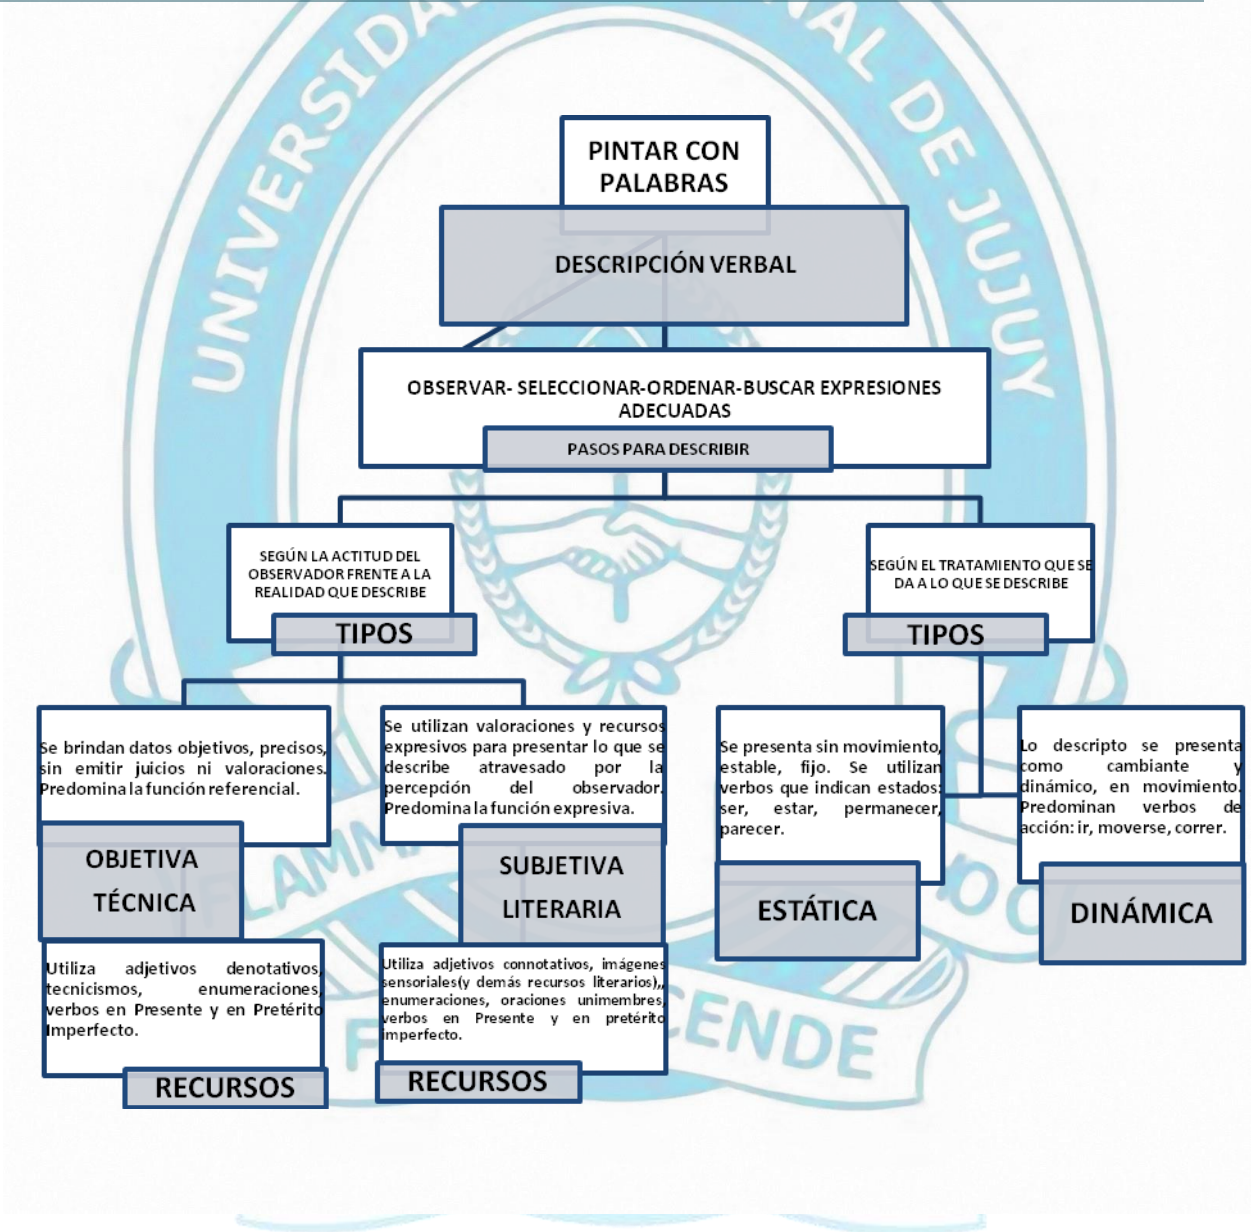 UNIVERSIDAD
NAL DE JUJUY
PINTAR CON
PALABRAS
DESCRIPCIÓN VERBAL
OBSERVAR- SELECCIONAR-ORDENAR-BUSCAR EXPRESIONES
ADECUADAS
PASOS PARA DESCRIBIR
SEGÚN LA ACTITUD DEL
OBSERVADOR FRENTE A LA
REALIDAD QUE DESCRIBE
TIPOS
SEGÚN EL TRATAMIENTO QUE SE
DA A LO QUE SE DESCRIBE
TIPOS
Se brindan datos objetivos, precisos,
sin emitir juicios ni valoraciones.
Predomina la función referencial.
OBJETIVA
TÉCNICA
Utiliza adjetivos denotativos,
tecnicismos, enumeraciones,
verbos en Presente y en Pretérito
Imperfecto.
RECURSOS
Se utilizan valoraciones y recursos
expresivos para presentar lo que se
describe atravesado por la
percepción del observador.
Predomina la función expresiva.
SUBJETIVA
LITERARIA
Utiliza adjetivos connotativos, imágenes
sensoriales(y demás recursos literarios),,
enumeraciones, oraciones unimembres,
verbos en Presente y en pretérito
imperfecto.
RECURSOS
Se presenta sin movimiento,
estable, fijo. Se utilizan
verbos que indican estados:
ser, estar, permanecer,
parecer.
ESTÁTICA
Lo descripto se presenta
como cambiante y
dinámico, en movimiento.
Predominan verbos de
acción: ir, moverse, correr.
DINÁMICA